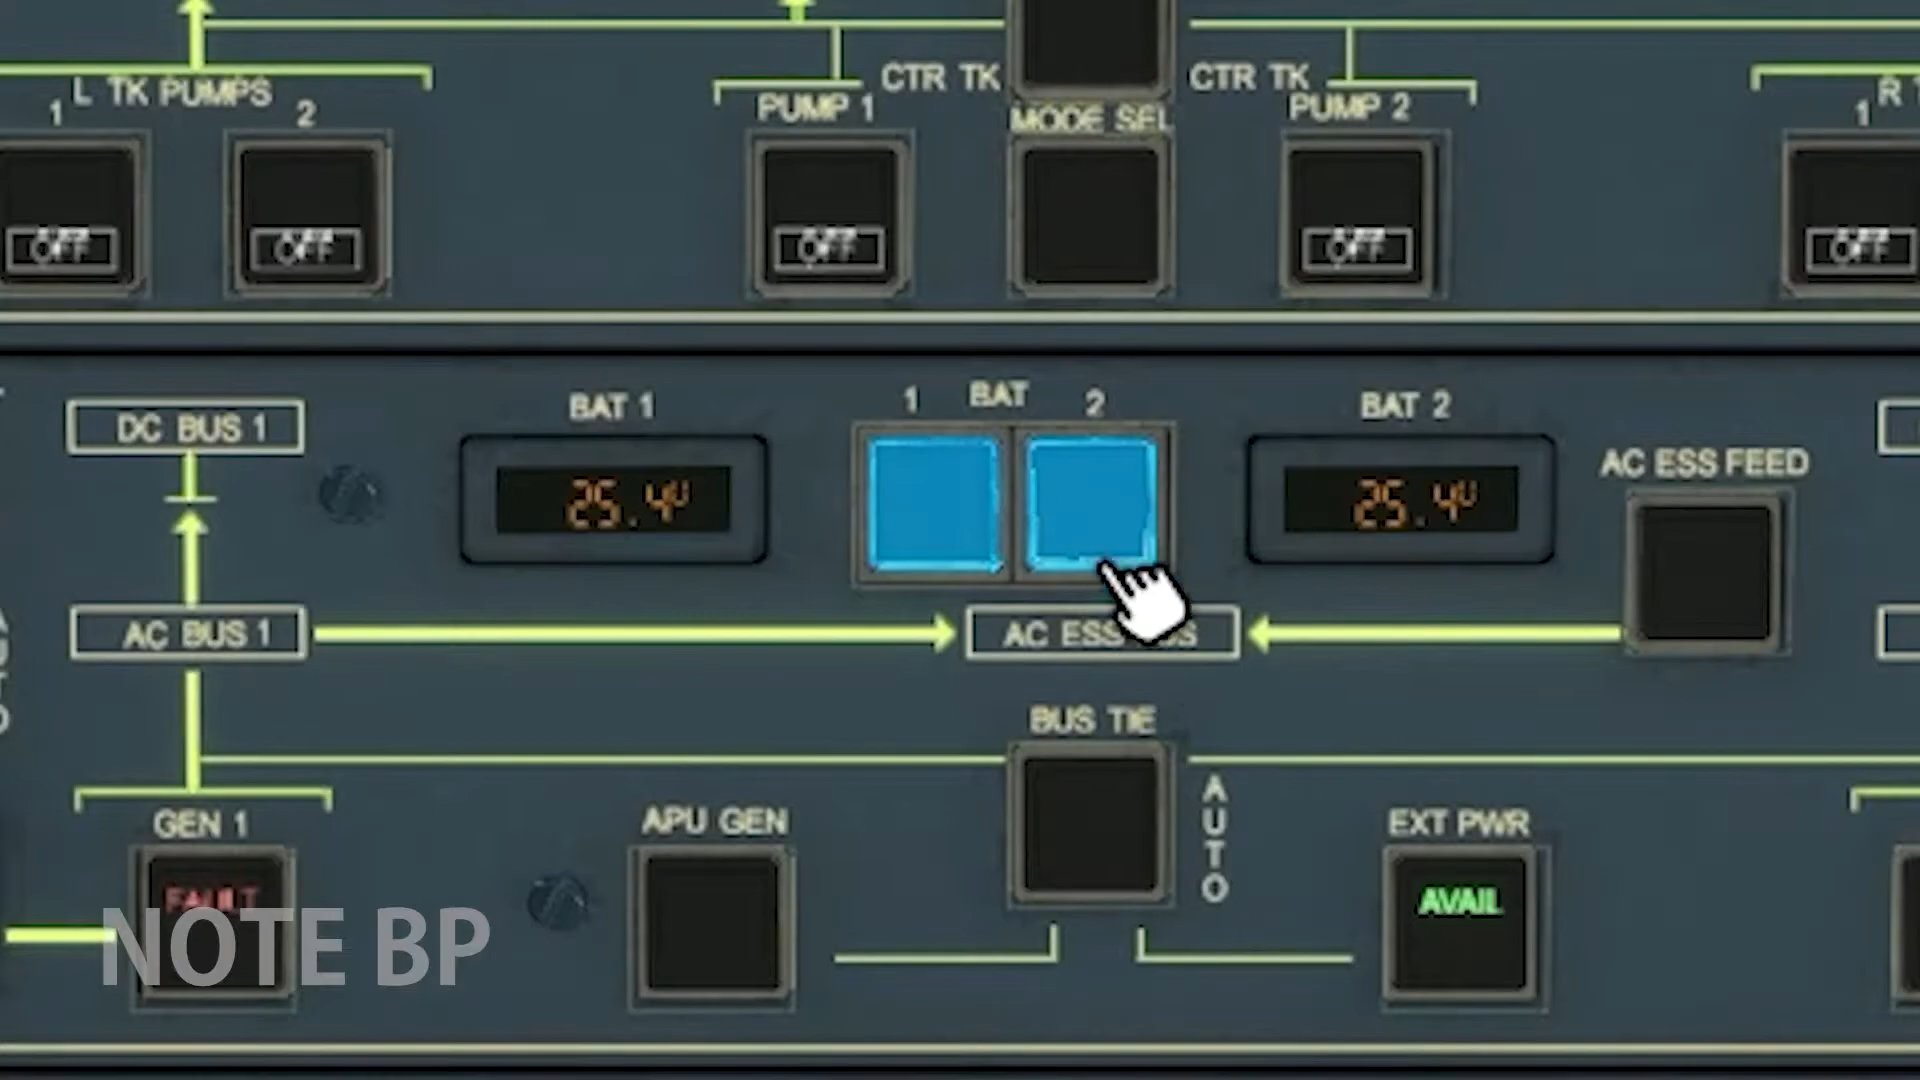 L TK PUMPS
1
2
CTR TK
PUMP 1
MODE SEL
CTR TK
PUMP 2
R
1
OFF
OFF
OFF
OFF
OFF
DC BUS 1
BAT 1
25.4V
1 BAT 2
BAT 2
25.4V
AC ESS FEED
AC BUS 1
AC ESS
BUS TIE
AUTO
GEN 1
FAULT
APU GEN
EXT PWR
AVAIL
NOTE BP